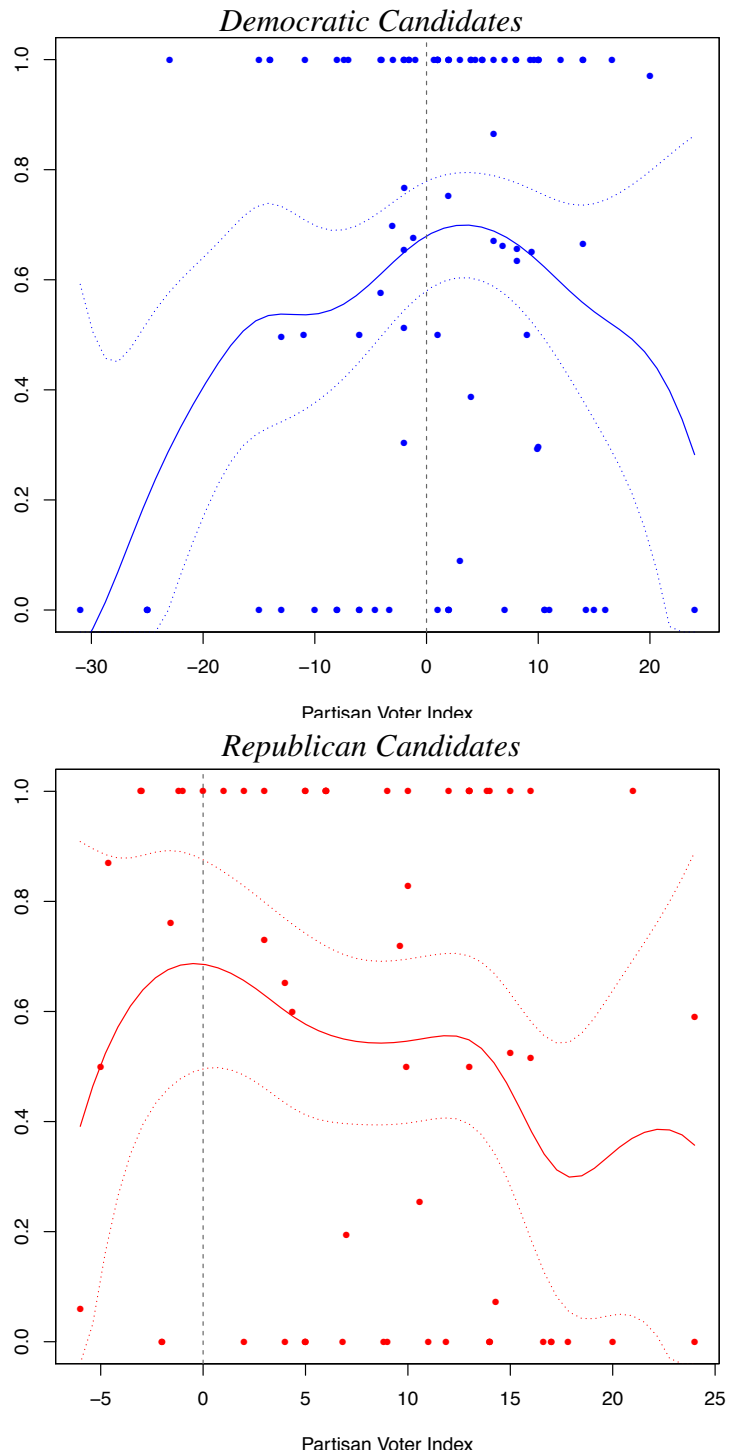 Democratic Candidates
1.0
0.8
0.6
0.4
0.2
0.0
−30 −20 −10 0 10 20
Partisan Voter Index
Republican Candidates
1.0
0.8
0.6
0.4
0.2
0.0
−5 0 5 10 15 20 25
Partisan Voter Index